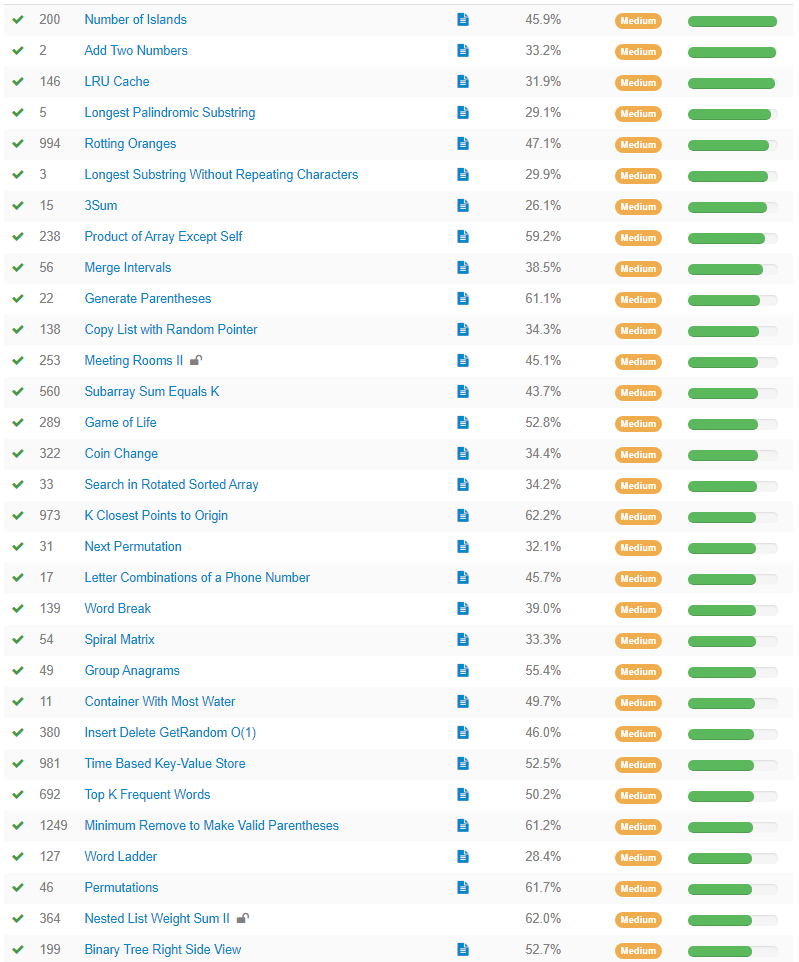 200 Number of Islands 45.9% Medium
2 Add Two Numbers 33.2% Medium
146 LRU Cache 31.9% Medium
5 Longest Palindromic Substring 29.1% Medium
994 Rotting Oranges 47.1% Medium
3 Longest Substring Without Repeating Characters 29.9% Medium
15 3Sum 26.1% Medium
238 Product of Array Except Self 59.2% Medium
56 Merge Intervals 38.5% Medium
22 Generate Parentheses 61.1% Medium
138 Copy List with Random Pointer 34.3% Medium
253 Meeting Rooms II 45.1% Medium
560 Subarray Sum Equals K 43.7% Medium
289 Game of Life 52.8% Medium
322 Coin Change 34.4% Medium
33 Search in Rotated Sorted Array 34.2% Medium
973 K Closest Points to Origin 62.2% Medium
31 Next Permutation 32.1% Medium
17 Letter Combinations of a Phone Number 45.7% Medium
139 Word Break 39.0% Medium
54 Spiral Matrix 33.3% Medium
49 Group Anagrams 55.4% Medium
11 Container With Most Water 49.7% Medium
380 Insert Delete GetRandom O(1) 46.0% Medium
981 Time Based Key-Value Store 52.5% Medium
692 Top K Frequent Words 50.2% Medium
1249 Minimum Remove to Make Valid Parentheses 61.2% Medium
127 Word Ladder 28.4% Medium
46 Permutations 61.7% Medium
364 Nested List Weight Sum II 62.0% Medium
199 Binary Tree Right Side View 52.7% Medium